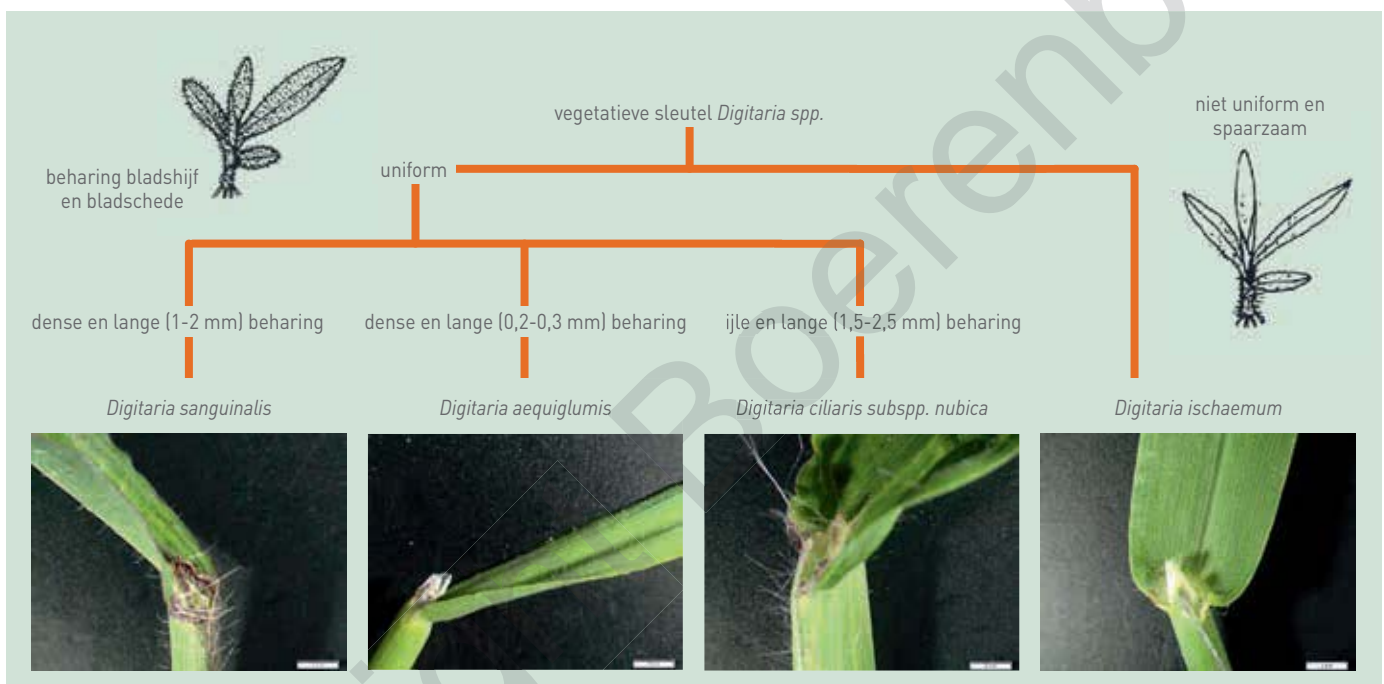 vegetatieve sleutel Digitaria spp.
niet uniform en
spaarzaam
beharing bladshijf
en bladschede
uniform
dense en lange (1-2 mm) beharing
dense en lange (0,2-0,3 mm) beharing
ijle en lange (1,5-2,5 mm) beharing
Digitaria sanguinalis
Digitaria aequiglumis
Digitaria ciliaris subspp. nubica
Digitaria ischaemum
Boerenb